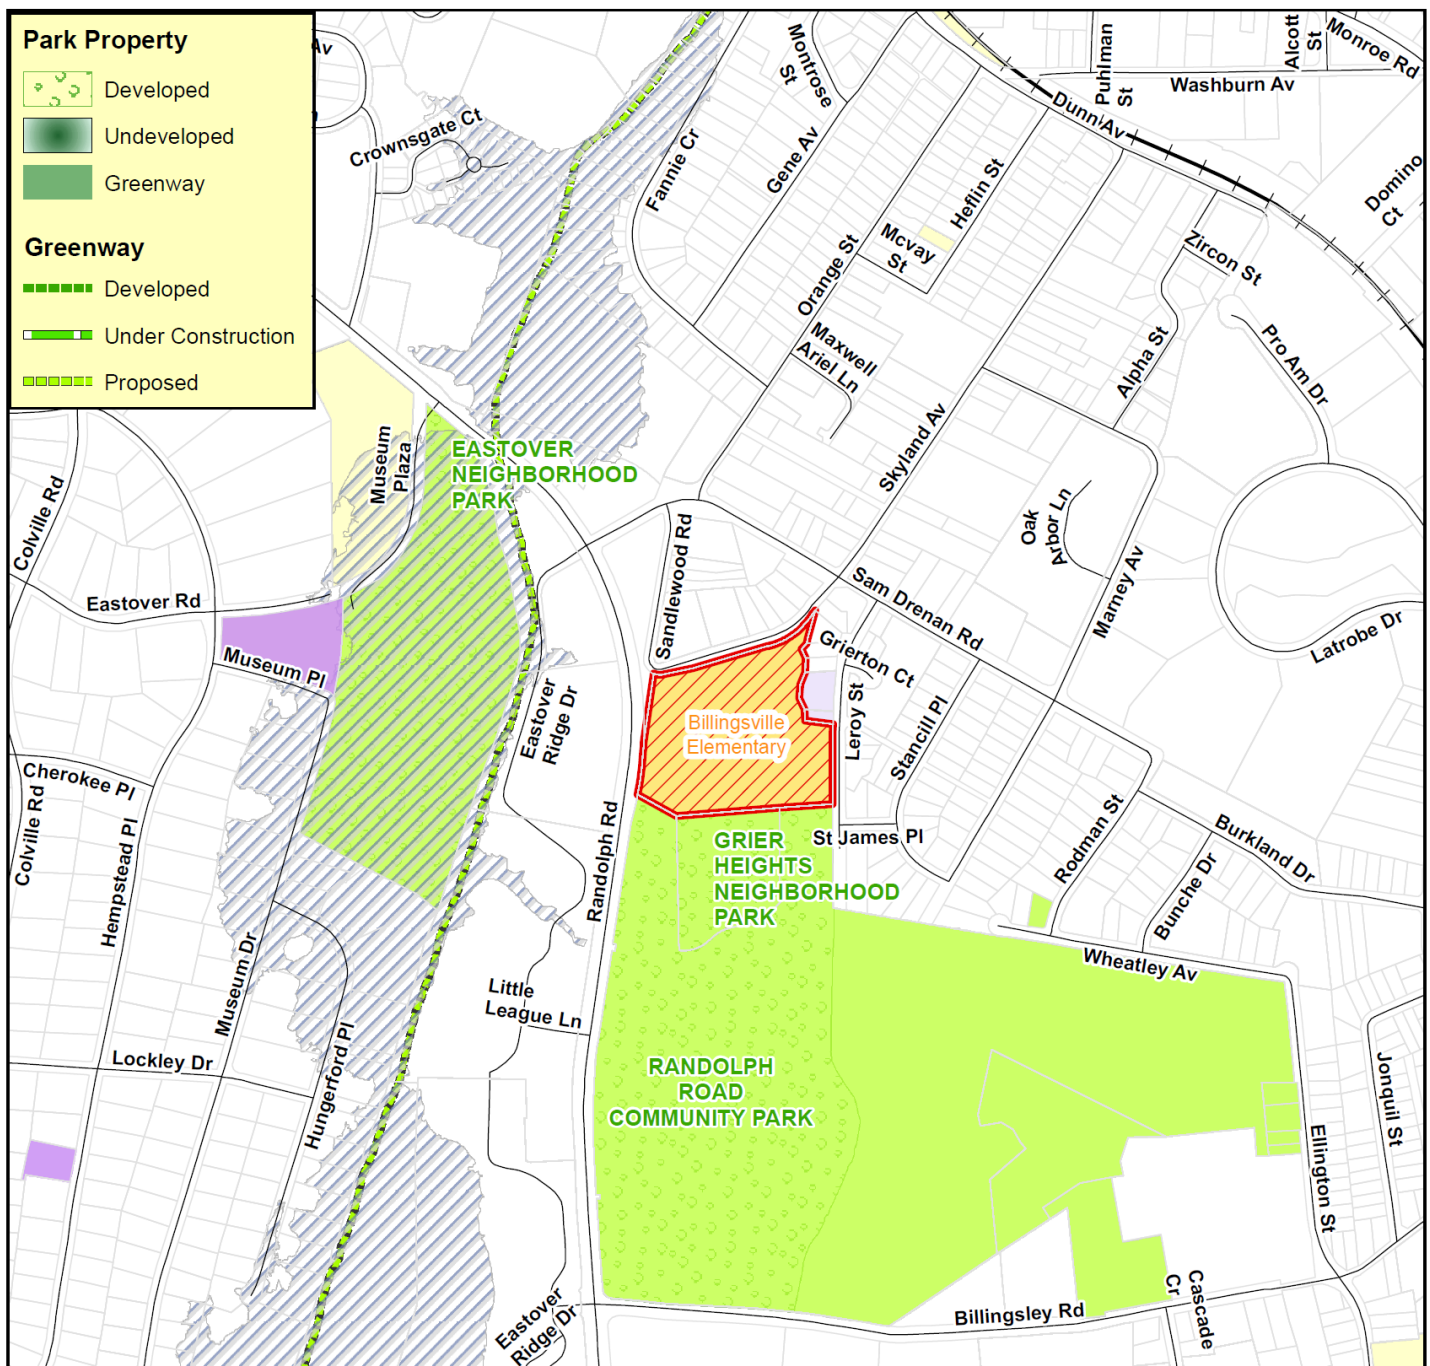 Park Property
Developed
Undeveloped
Greenway
Greenway
Developed
Under Construction
Proposed
Av
Crownsgate Ct
Montrose
St
Fannie Cr
Gene Av
Orange St
Mcvay
St
Heflin St
Maxwell
Ariel Ln
Dunn Av
Puhlman
St
Washburn Av
Alcott
St
Monroe Rd
Domino
Ct
Zircon St
Alpha St
Pro Am Dr
Skyland Av
Museum
Plaza
EASTOVER
NEIGHBORHOOD
PARK
Colville Rd
Eastover Rd
Museum Pl
Sandlewood Rd
Oak
Arbor Ln
Marney Av
Sam Drenan Rd
Latrobe Dr
Grierton Ct
Leroy St
Stancill Pl
Billingsville
Elementary
Eastover
Ridge Dr
Cherokee Pl
Colville Rd
Hempstead Pl
Randolph Rd
GRIER
HEIGHTS
NEIGHBORHOOD
PARK
St James Pl
Rodman St
Burkland Dr
Bunche Dr
Wheatley Av
Museum Dr
Little
League Ln
Hungerford Pl
Lockley Dr
RANDOLPH
ROAD
COMMUNITY PARK
Jonquil St
Ellington St
Eastover
Ridge Dr
Billingsley Rd
Cascade
Cr